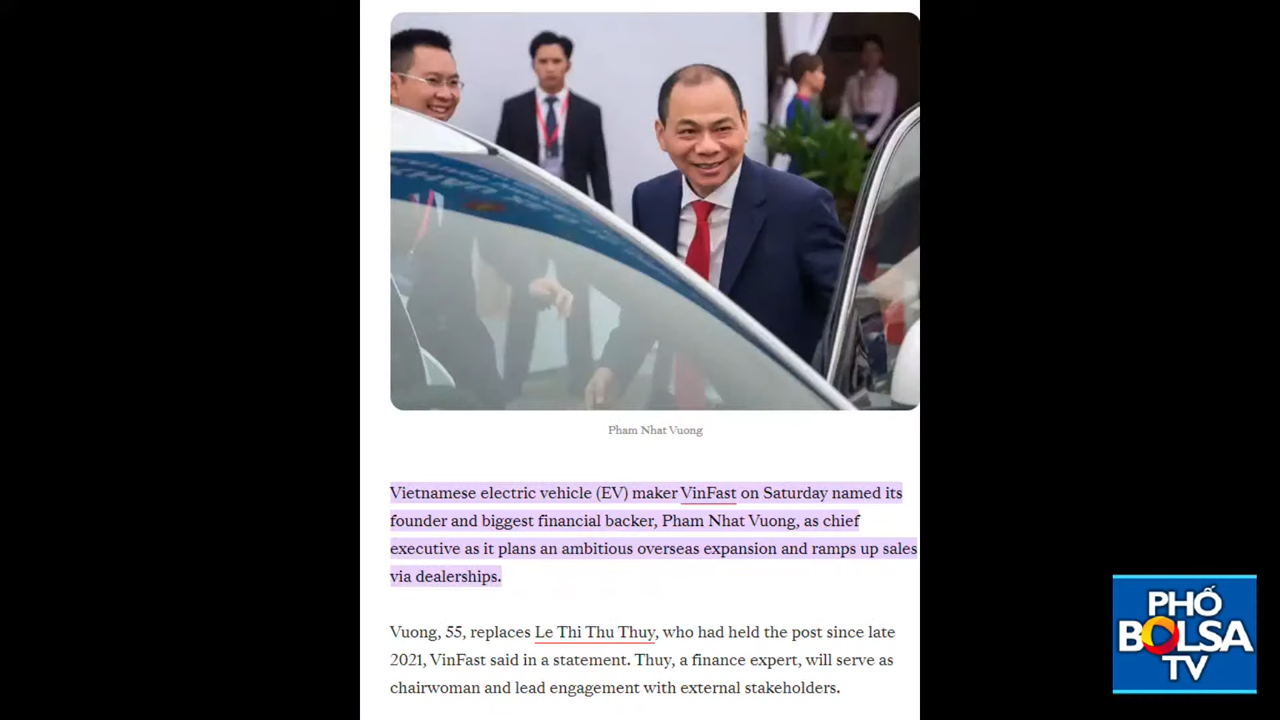 Pham Nhat Vuong
Vietnamese electric vehicle (EV) maker VinFast on Saturday named its
founder and biggest financial backer, Pham Nhat Vuong, as chief
executive as it plans an ambitious overseas expansion and ramps up sales
via dealerships.
Vuong, 55, replaces Le Thi Thu Thuy, who had held the post since late
2021, VinFast said in a statement. Thuy, a finance expert, will serve as
chairwoman and lead engagement with external stakeholders.
PHỐ
BOLSA
TV